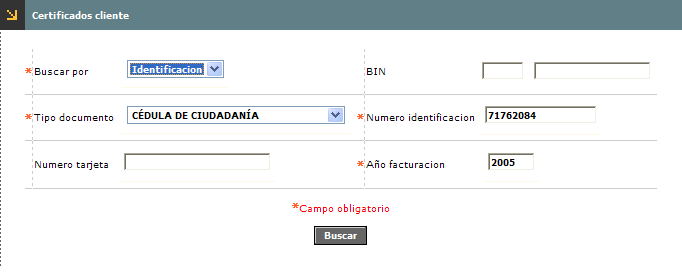 Certificados cliente
* Buscar por Identificacion BIN
* Tipo documento CÉDULA DE CIUDADANÍA * Numero identificacion 71762084
Numero tarjeta * Año facturacion 2005
*Campo obligatorio
Buscar